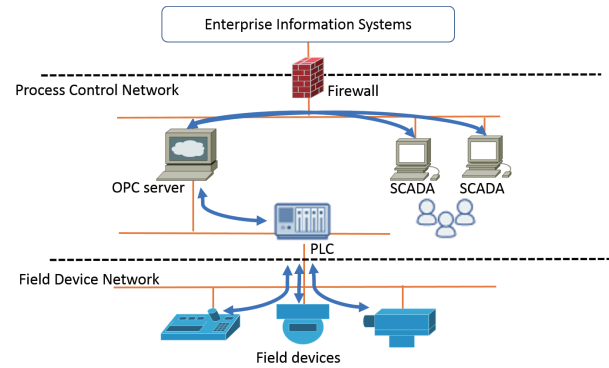 Enterprise Information Systems
Process Control Network
Firewall
OPC server
SCADA
SCADA
PLC
Field Device Network
Field devices